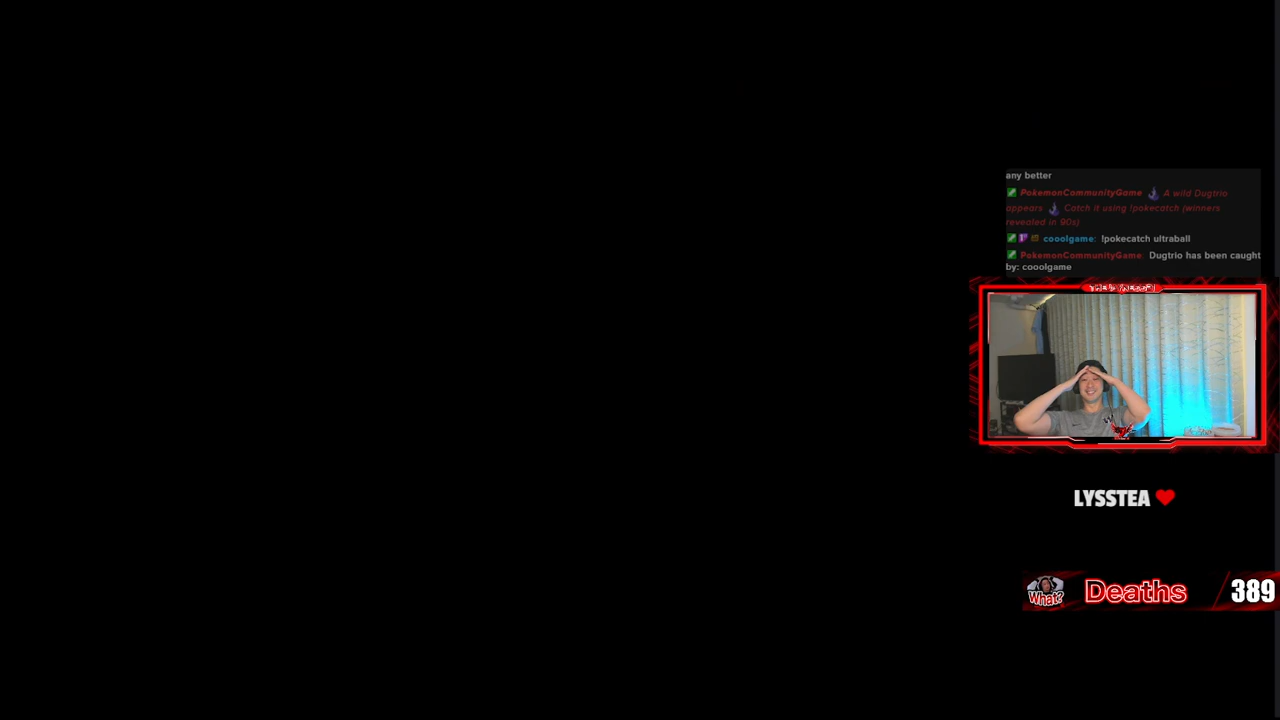 any better
PokemonCommunityGame A wild Dugtrio
appears Catch it using !pokecatch (winners
revealed in 90s)
cooolgame: !pokecatch ultraball
PokemonCommunityGame: Dugtrio has been caught
by: cooolgame
LYSSTEA
What?
Deaths
389